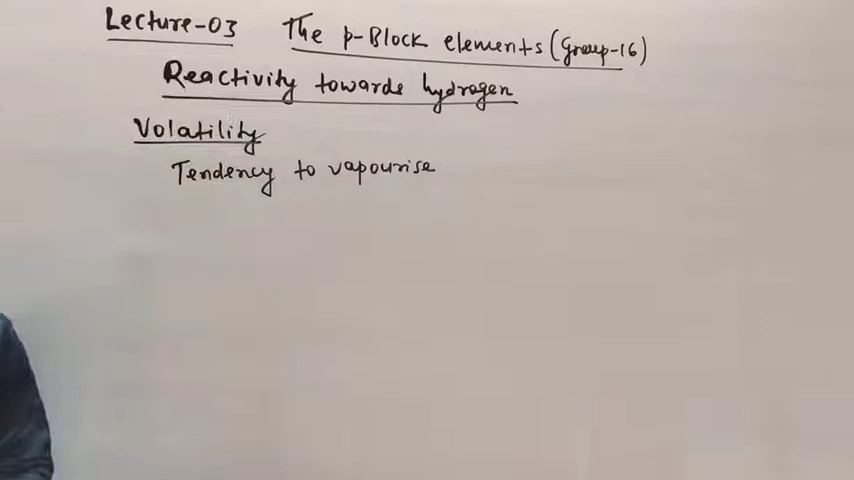 Lecture-03 The p-Block elements (Group-16)
Reactivity towards hydrogen
Volatility
Tendency to vapourise